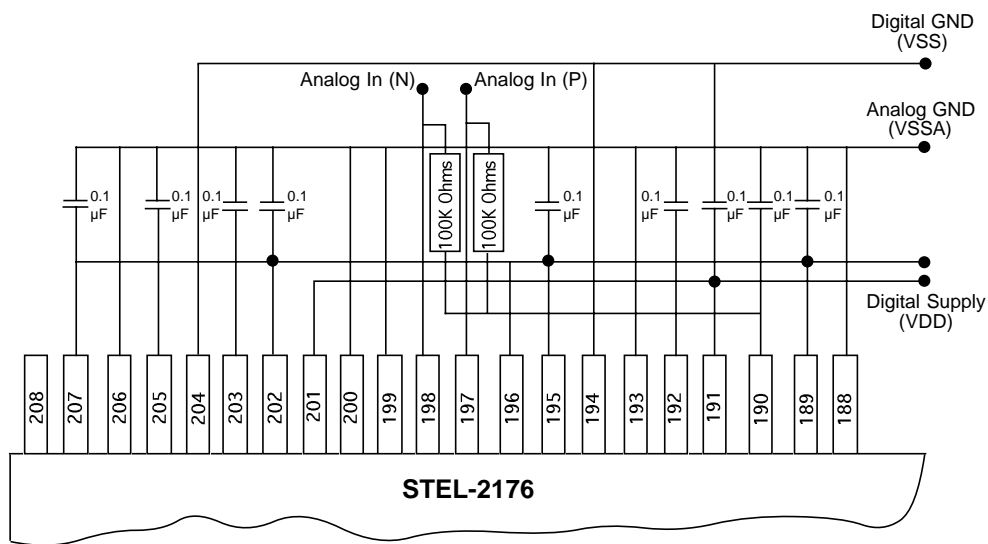 Digital GND
(VSS)
Analog In (N)
Analog In (P)
Analog GND
(VSSA)
0.1
µF
0.1
µF
0.1
µF
0.1
µF
100K Ohms
100K Ohms
0.1
µF
0.1
µF
0.1
µF
0.1
µF
0.1
µF
Digital Supply
(VDD)
208
207
206
205
204
203
202
201
200
199
198
197
196
195
194
193
192
191
190
189
188
STEL-2176